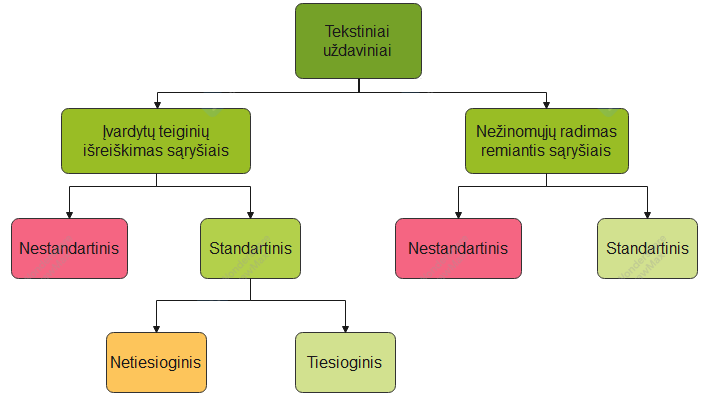 Tekstiniai
uždaviniai
Įvardytų teiginių
išreiškimas sąryšiais
Nežinomųjų radimas
remiantis sąryšiais
Nestandartinis
Standartinis
Nestandartinis
Standartinis
Netiesioginis
Tiesioginis